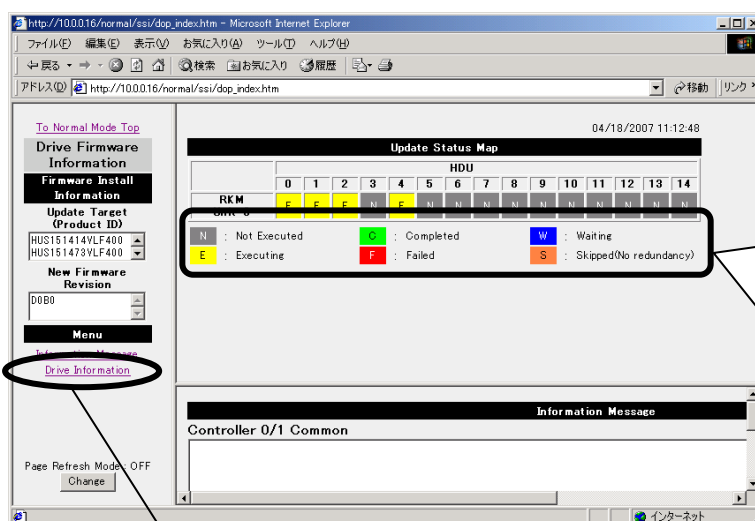 http://10.0.0.16/normal/ssi/dop_index.htm - Microsoft Internet Explorer
ファイル(F) 編集(E) 表示(V) お気に入り(A) ツール(T) ヘルプ(H)
戻る 検索 お気に入り 履歴
アドレス(D) http://10.0.0.16/normal/ssi/dop_index.htm 移動 リンク »
To Normal Mode Top
Drive Firmware
Information
Firmware Install
Information
Update Target
(Product ID)
HUS151414VLF400
HUS151473VLF400
New Firmware
Revision
D0B0
Menu
Information Message
Drive Information
Page Refresh Mode : OFF
Change
04/18/2007 11:12:48
Update Status Map
HDU
0 1 2 3 4 5 6 7 8 9 10 11 12 13 14
RKM E E E N E N N N N N N N N N N
N : Not Executed C : Completed W : Waiting
E : Executing F : Failed S : Skipped(No redundancy)
Information Message
Controller 0/1 Common
インターネット